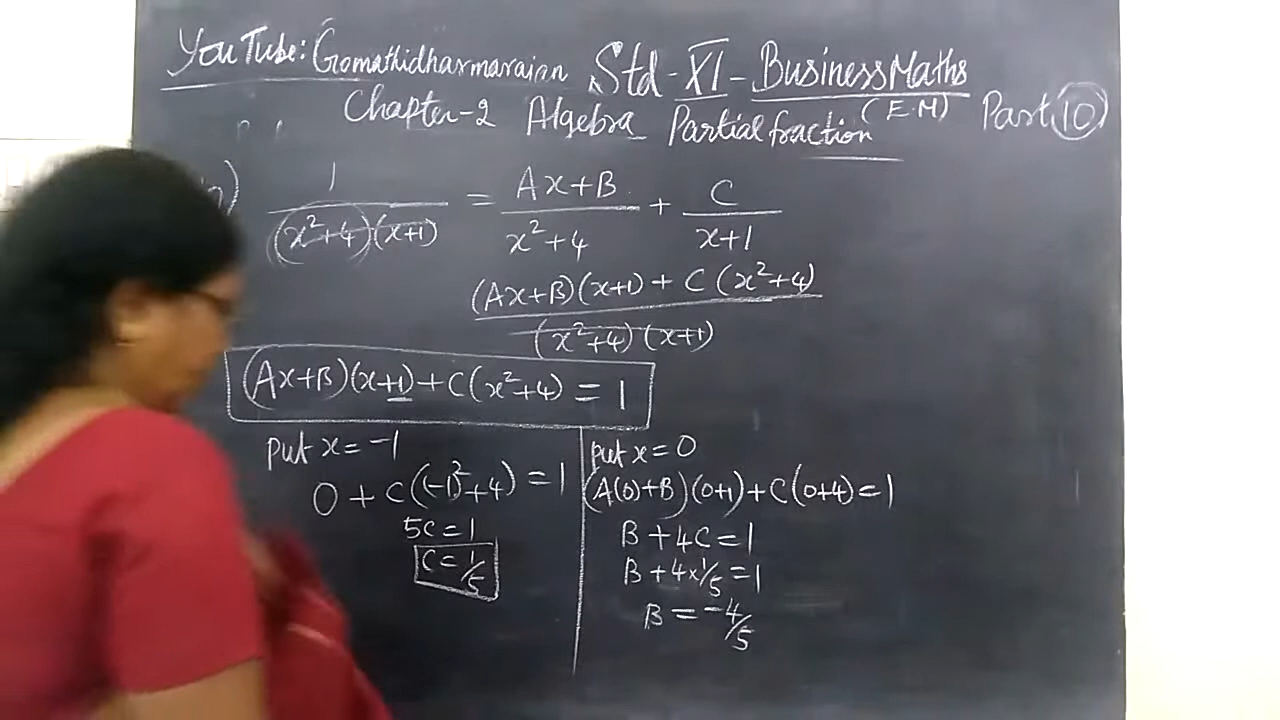 YouTube: Gomathidharmarajan Std - XI - Business Maths
Chapter-2 Algebra Partial fraction (E.M) Part 10
1 / (x²+4)(x+1) = Ax+B / x²+4 + C / x+1
(Ax+B)(x+1) + C(x²+4) / (x²+4)(x+1)
(Ax+B)(x+1) + C(x²+4) = 1
put x = -1
0 + C((-1)²+4) = 1
5C = 1
C = 1/5
put x = 0
(A(0)+B)(0+1) + C(0+4) = 1
B + 4C = 1
B + 4×1/5 = 1
B = -4/5